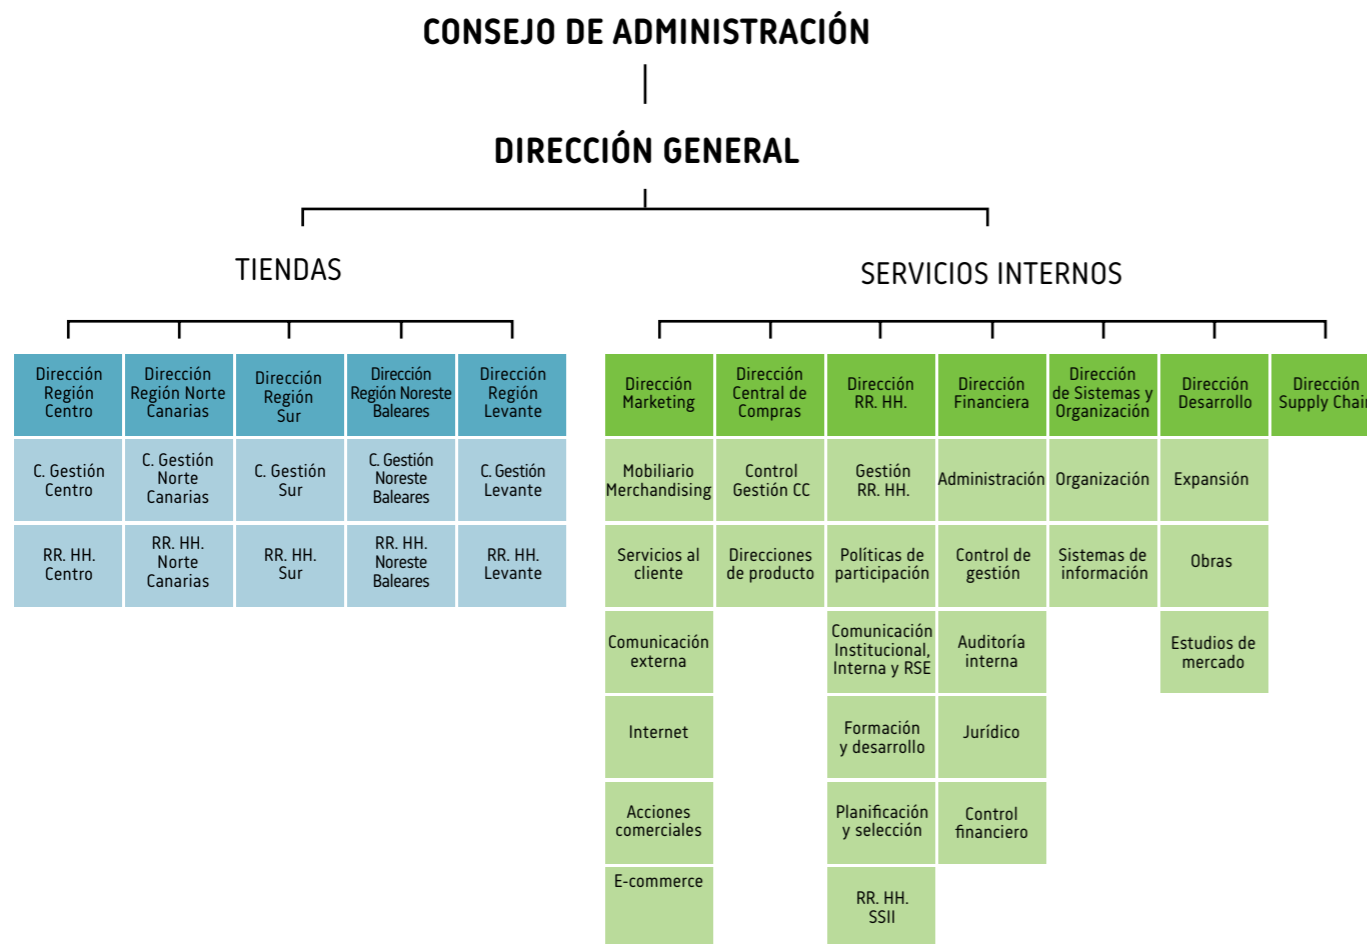 CONSEJO DE ADMINISTRACIÓN
DIRECCIÓN GENERAL
TIENDAS
SERVICIOS INTERNOS
Dirección
Región
Centro
Dirección
Región Norte
Canarias
Dirección
Región
Sur
Dirección
Región Noreste
Baleares
Dirección
Región
Levante
C. Gestión
Centro
C. Gestión
Norte
Canarias
C. Gestión
Sur
C. Gestión
Noreste
Baleares
C. Gestión
Levante
RR. HH.
Centro
RR. HH.
Norte
Canarias
RR. HH.
Sur
RR. HH.
Noreste
Baleares
RR. HH.
Levante
Dirección
Marketing
Dirección
Central de
Compras
Dirección
RR. HH.
Dirección
Financiera
Dirección
de Sistemas y
Organización
Dirección
Desarrollo
Dirección
Supply Chain
Mobiliario
Merchandising
Control
Gestión CC
Gestión
RR. HH.
Administración
Organización
Expansión
Servicios al
cliente
Direcciones
de producto
Políticas de
participación
Control de
gestión
Sistemas de
información
Obras
Comunicación
externa
Comunicación
Institucional,
Interna y RSE
Auditoría
interna
Estudios de
mercado
Internet
Formación
y desarrollo
Jurídico
Acciones
comerciales
Planificación
y selección
Control
financiero
E-commerce
RR. HH.
SSII